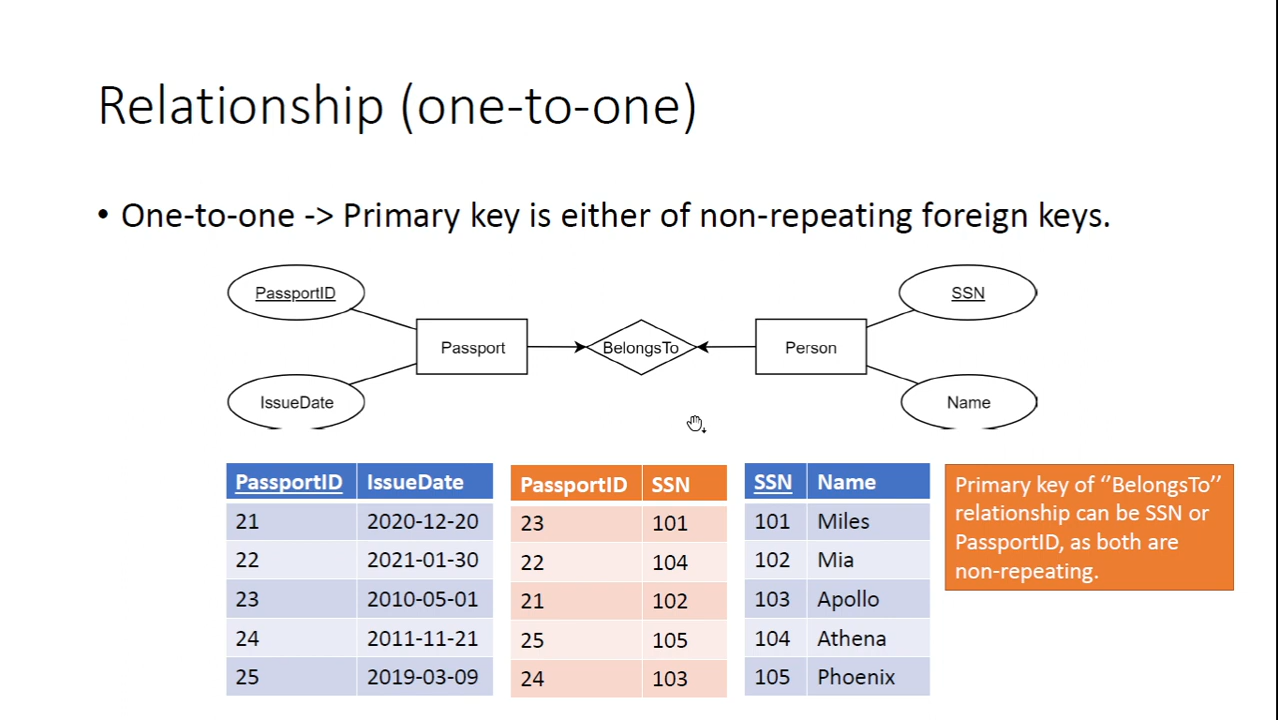 Relationship (one-to-one)
• One-to-one -> Primary key is either of non-repeating foreign keys.
PassportID
SSN
Passport
BelongsTo
Person
IssueDate
Name
PassportID IssueDate
21 2020-12-20
22 2021-01-30
23 2010-05-01
24 2011-11-21
25 2019-03-09
PassportID SSN
23 101
22 104
21 102
25 105
24 103
SSN Name
101 Miles
102 Mia
103 Apollo
104 Athena
105 Phoenix
Primary key of ‘’BelongsTo’’
relationship can be SSN or
PassportID, as both are
non-repeating.